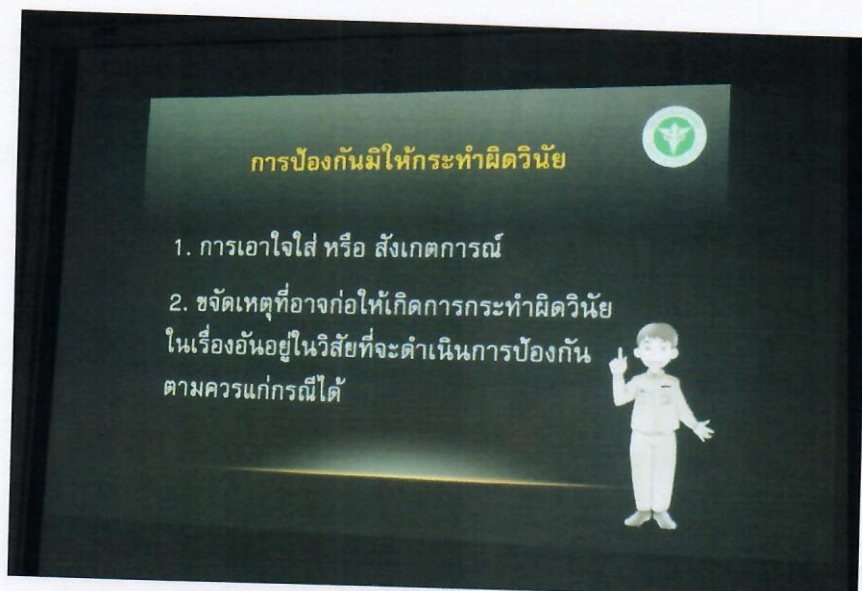 การป้องกันมิให้กระทำผิดวินัย
1. การเอาใจใส่ หรือ สังเกตการณ์
2. ขจัดเหตุที่อาจก่อให้เกิดการกระทำผิดวินัย
ในเรื่องอันอยู่ในวิสัยที่จะดำเนินการป้องกัน
ตามควรแก่กรณีได้